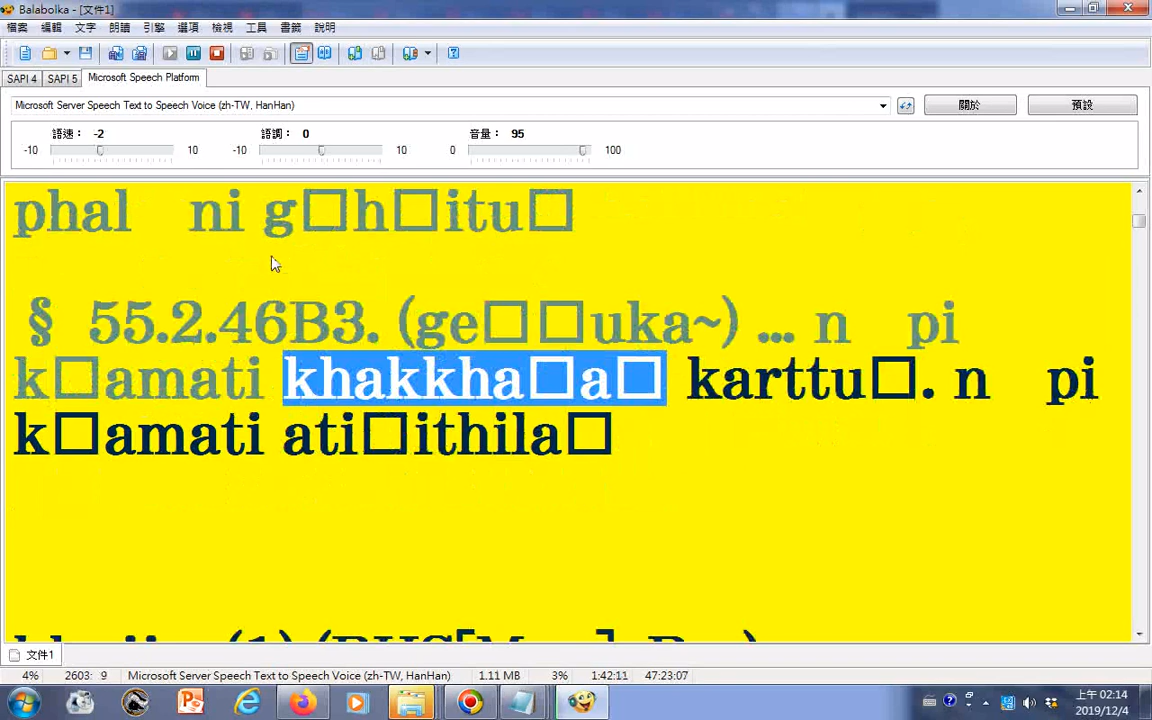 Balabolka - [文件1]
檔案 編輯 文字 朗讀 引擎 選項 檢視 工具 書籤 說明
SAPI 4 SAPI 5 Microsoft Speech Platform
Microsoft Server Speech Text to Speech Voice (zh-TW, HanHan) 關於 預設
語速： -2 語調： 0 音量： 95
-10 10 -10 10 0 100
phal ni g□h□itu□
§ 55.2.46B3. (ge□□uka~) ... n pi
k□amati khakkha□a□ karttu□. n pi
k□amati ati□ithila□
文件1
4% 2603: 9 Microsoft Server Speech Text to Speech Voice (zh-TW, HanHan) 1.11 MB 3% 1:42:11 47:23:07
上午 02:14
2019/12/4